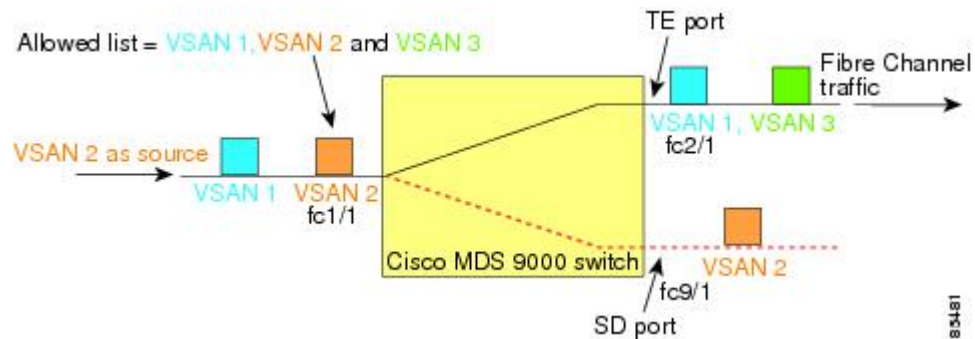 TE port
Allowed list = VSAN 1, VSAN 2 and VSAN 3
Fibre Channel
traffic
VSAN 2 as source
VSAN 1
VSAN 2
fc1/1
VSAN 1, VSAN 3
fc2/1
Cisco MDS 9000 switch
VSAN 2
fc9/1
SD port
85481